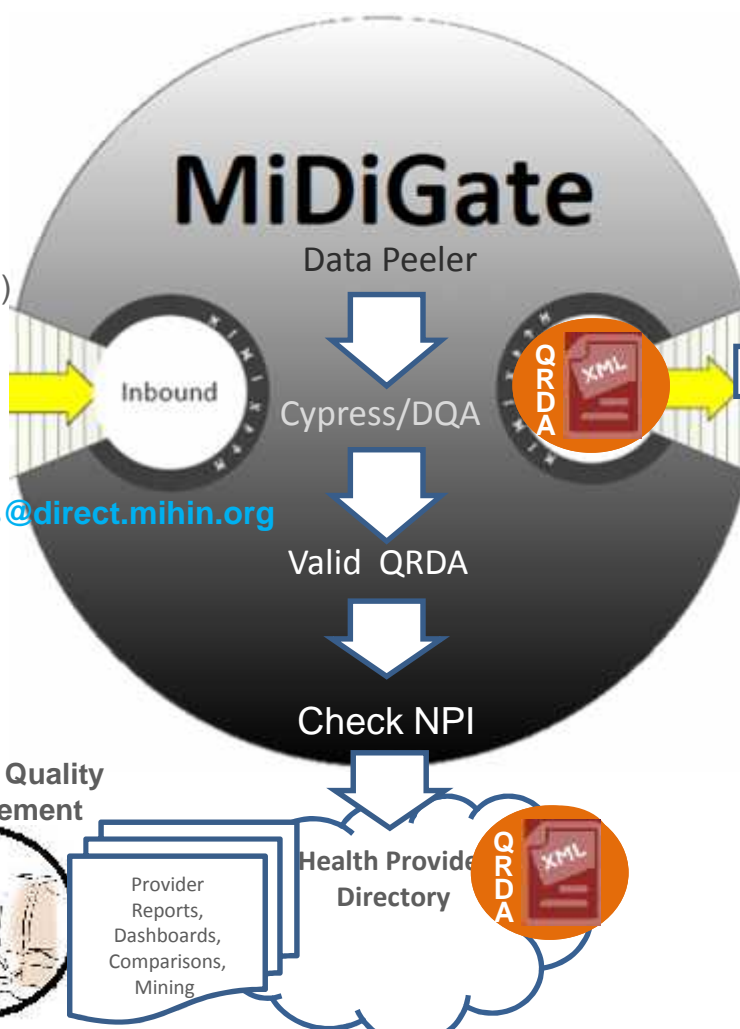 MiDiGate
Data Peeler
)
Inbound
QRDA
XML
Cypress/DQA
@direct.mihin.org
Valid QRDA
Check NPI
Quality
ement
Provider
Reports,
Dashboards,
Comparisons,
Mining
Health Provide
Directory
QRDA
XML